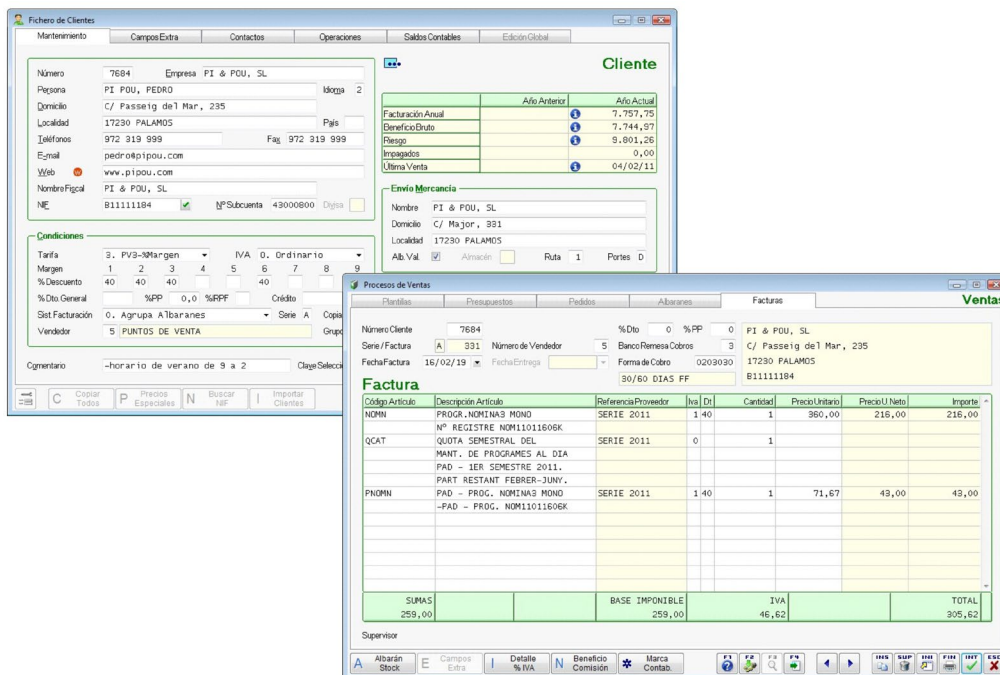 Fichero de Clientes
Mantenimiento Campos Extra Contactos Operaciones Saldos Contables Edición Global
Cliente
Número 7684 Empresa PI & POU, SL
Persona PI POU, PEDRO Idioma 2
Domicilio C/ Passeig del Mar, 235
Localidad 17230 PALAMOS País
Teléfonos 972 319 999 Fax 972 319 999
E-mail pedro@pipou.com
Web www.pipou.com
Nombre Fiscal PI & POU, SL
NIF B11111184 Nº Subcuenta 43000800 Divisa
Año Anterior Año Actual
Facturación Anual 7.757,75
Beneficio Bruto 7.744,97
Riesgo 9.801,26
Impagados 0,00
Última Venta 04/02/11
Envío Mercancía
Nombre PI & POU, SL
Domicilio C/ Major, 331
Localidad 17230 PALAMOS
Alb. Val. Almacén Ruta 1 Portes D
Condiciones
Tarifa 3. PV3-%Margen IVA 0. Ordinario
Margen 1 2 3 4 5 6 7 8 9
% Descuento 40 40 40 40
% Dto. General %PP 0,0 %IRPF Crédito
Sist. Facturación 0. Agrupa Albaranes Serie A Copia
Vendedor 5 PUNTOS DE VENTA Grupo
Comentario -horario de verano de 9 a 2 Clave Selecci
C Copiar Todos P Precios Especiales N Buscar NIF I Importar Clientes
Procesos de Ventas
Plantillas Presupuestos Pedidos Albaranes Facturas
Ventas
Número Cliente 7684 % Dto 0 % PP 0 PI & POU, SL
Serie / Factura A 331 Número de Vendedor 5 Banco Remesa Cobros 3 C/ Passeig del Mar, 235
Fecha Factura 16/02/19 Fecha Entrega Forma de Cobro 0203030 17230 PALAMOS
30/60 DIAS FF B11111184
Factura
Código Artículo Descripción Artículo Referencia Proveedor Iva Dt Cantidad Precio Unitario Precio U. Neto Importe
NOMN PROGR.NOMINA3 MONO SERIE 2011 1 40 1 360,00 216,00 216,00
Nº REGISTRE NOM11011606K
QCAT QUOTA SEMESTRAL DEL SERIE 2011 0 1
MANT. DE PROGRAMES AL DIA
PAD - 1ER SEMESTRE 2011.
PART RESTANT FEBRER-JUNY.
PNOMN PAD - PROG. NOMINA3 MONO SERIE 2011 1 40 1 71,67 43,00 43,00
-PAD - PROG. NOM11011606K
SUMAS BASE IMPONIBLE IVA TOTAL
259,00 259,00 46,62 305,62
Supervisor
A Albarán Stock E Campos Extra I Detalle % IVA N Beneficio Comisión * Marca Contab. F1 F2 F3 F4 INS SUP INI FIN INT ESC